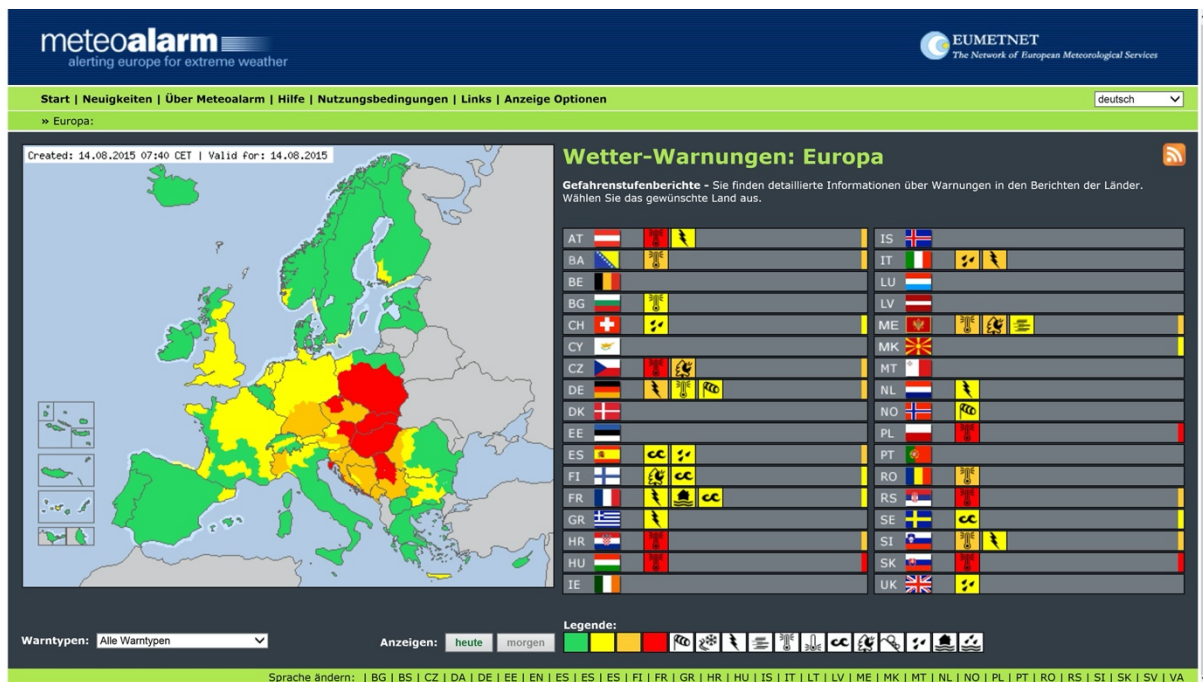 meteoalarm
alerting europe for extreme weather
EUMETNET
The Network of European Meteorological Services
Start | Neuigkeiten | Über Meteoalarm | Hilfe | Nutzungsbedingungen | Links | Anzeige Optionen
deutsch
» Europa:
Created: 14.08.2015 07:40 CET | Valid for: 14.08.2015
Wetter-Warnungen: Europa
Gefahrenstufenberichte - Sie finden detaillierte Informationen über Warnungen in den Berichten der Länder.
Wählen Sie das gewünschte Land aus.
AT
BA
BE
BG
CH
CY
CZ
DE
DK
EE
ES
FI
FR
GR
HR
HU
IE
IS
IT
LU
LV
ME
MK
MT
NL
NO
PL
PT
RO
RS
SE
SI
SK
UK
Legende:
Warntypen: Alle Warntypen
Anzeigen: heute morgen
Sprache ändern: | BG | BS | CZ | DA | DE | EE | EN | ES | ES | ES | FI | FR | GR | HR | HU | IS | IT | LT | LV | ME | MK | MT | NL | NO | PL | PT | RO | RS | SI | SK | SV | VA